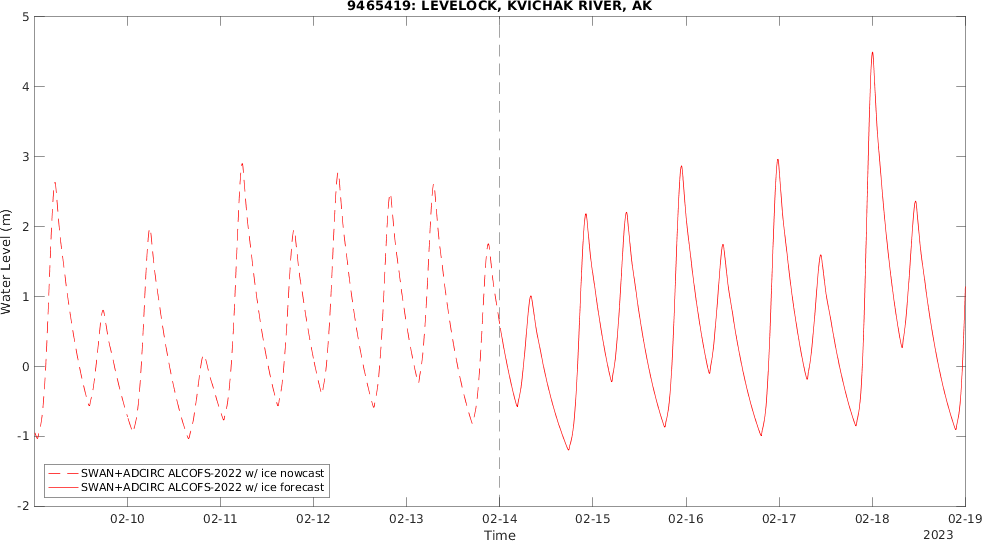 9465419: LEVELOCK, KVICHAK RIVER, AK
5
4
3
2
1
0
-1
-2
Water Level (m)
SWAN+ADCIRC ALCOFS-2022 w/ ice nowcast
SWAN+ADCIRC ALCOFS-2022 w/ ice forecast
02-10 02-11 02-12 02-13 02-14 02-15 02-16 02-17 02-18 02-19
Time
2023